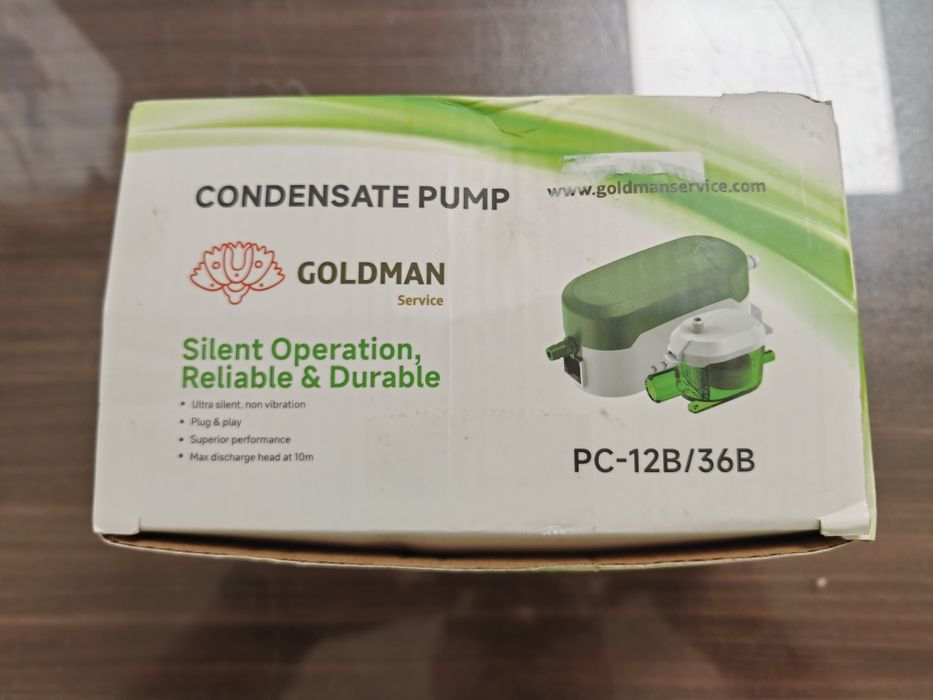 CONDENSATE PUMP
www.goldmanservice.com
GOLDMAN
Service
Silent Operation,
Reliable & Durable
• Ultra silent, non vibration
• Plug & play
• Superior performance
• Max discharge head at 10m
PC-12B/36B